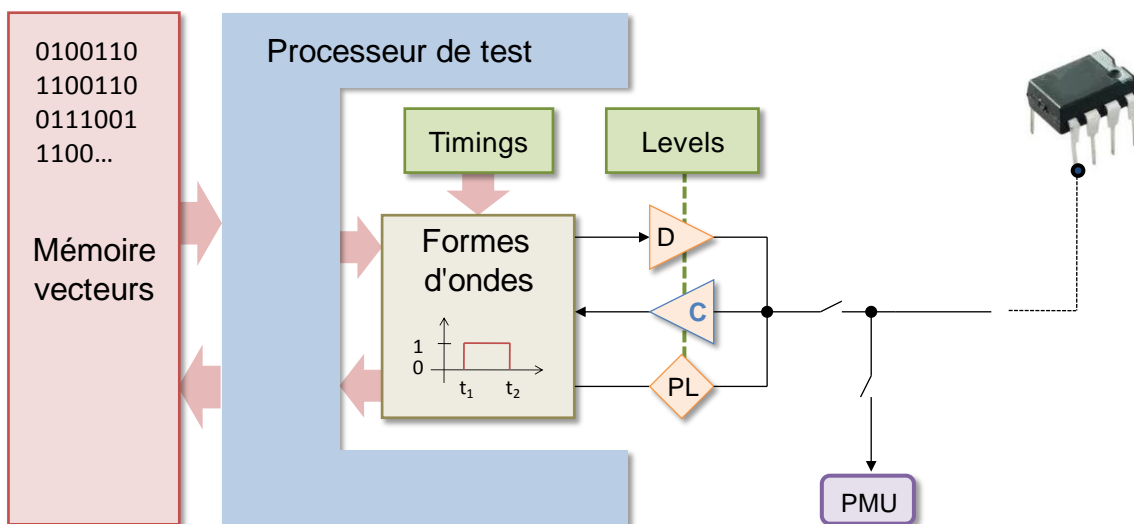 0100110
1100110
0111001
1100...
Mémoire
vecteurs
Processeur de test
Timings
Levels
Formes
d'ondes
1
0
t₁ t₂
D
C
PL
PMU